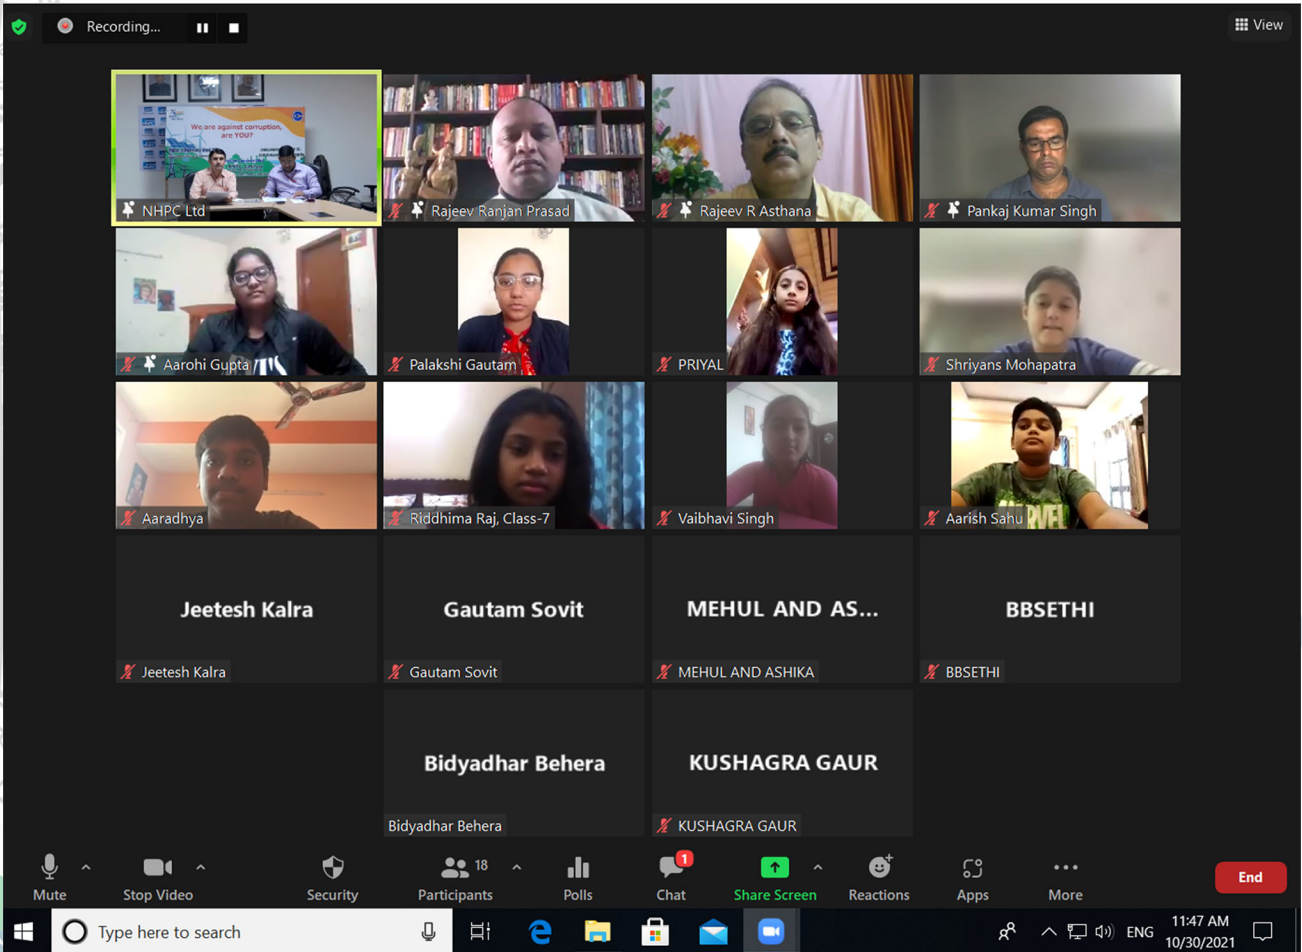 Recording...
View
We are against corruption,
are YOU?
NHPC Ltd
Rajeev Ranjan Prasad
Rajeev R Asthana
Pankaj Kumar Singh
Aarohi Gupta
Palakshi Gautam
PRIYAL
Shriyans Mohapatra
Aaradhya
Riddhima Raj, Class-7
Vaibhavi Singh
MARVEL
Aarish Sahu
Jeetesh Kalra
Gautam Sovit
MEHUL AND AS...
BBSETHI
Jeetesh Kalra
Gautam Sovit
MEHUL AND ASHIKA
BBSETHI
Bidyadhar Behera
KUSHAGRA GAUR
Bidyadhar Behera
KUSHAGRA GAUR
18
1
Mute
Stop Video
Security
Participants
Polls
Chat
Share Screen
Reactions
Apps
More
End
Type here to search
ENG
11:47 AM
10/30/2021